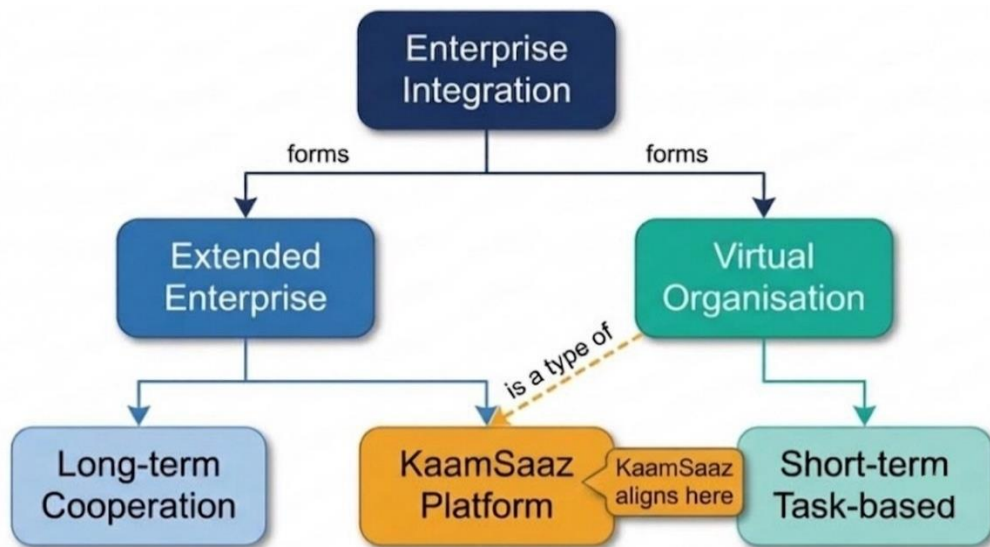 Enterprise
Integration
forms
forms
Extended
Enterprise
Virtual
Organisation
is a type of
Long-term
Cooperation
KaamSaaz
Platform
KaamSaaz
aligns here
Short-term
Task-based